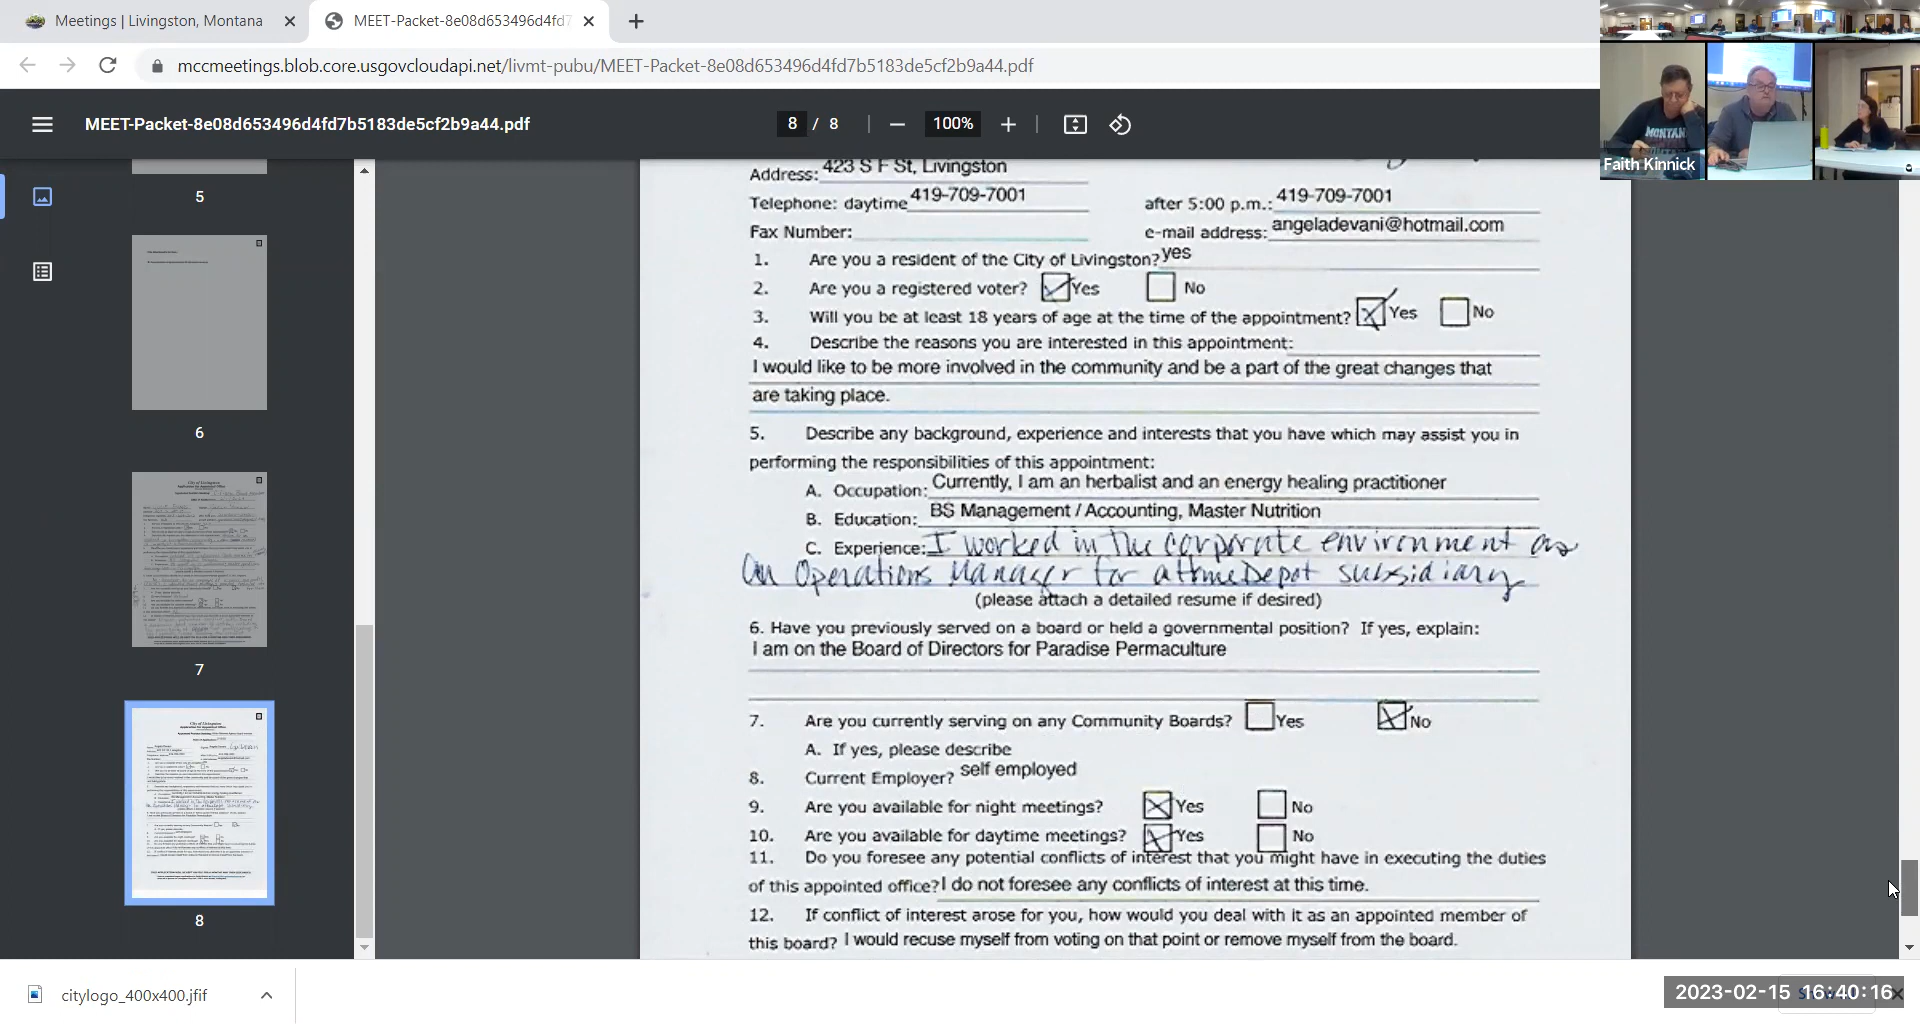 Meetings | Livingston, Montana
MEET-Packet-8e08d653496d4fd7
mccmeetings.blob.core.usgovcloudapi.net/livmt-pubu/MEET-Packet-8e08d653496d4fd7b5183de5cf2b9a44.pdf
MEET-Packet-8e08d653496d4fd7b5183de5cf2b9a44.pdf
8 / 8
100%
Faith Kinnick
5
6
7
8
Address: 423 S F St, Livingston
Telephone: daytime 419-709-7001 after 5:00 p.m.: 419-709-7001
Fax Number: e-mail address: angeladevani@hotmail.com
1. Are you a resident of the City of Livingston? yes
2. Are you a registered voter? Yes No
3. Will you be at least 18 years of age at the time of the appointment? Yes No
4. Describe the reasons you are interested in this appointment:
I would like to be more involved in the community and be a part of the great changes that
are taking place.
5. Describe any background, experience and interests that you have which may assist you in
performing the responsibilities of this appointment:
A. Occupation: Currently, I am an herbalist and an energy healing practitioner
B. Education: BS Management / Accounting, Master Nutrition
C. Experience: I worked in the corporate environment as
an Operations Manager for a HomeDepot subsidiary
(please attach a detailed resume if desired)
6. Have you previously served on a board or held a governmental position? If yes, explain:
I am on the Board of Directors for Paradise Permaculture
7. Are you currently serving on any Community Boards? Yes No
A. If yes, please describe
8. Current Employer? self employed
9. Are you available for night meetings? Yes No
10. Are you available for daytime meetings? Yes No
11. Do you foresee any potential conflicts of interest that you might have in executing the duties
of this appointed office? I do not foresee any conflicts of interest at this time.
12. If conflict of interest arose for you, how would you deal with it as an appointed member of
this board? I would recuse myself from voting on that point or remove myself from the board.
citylogo_400x400.jfif
2023-02-15 16:40:16